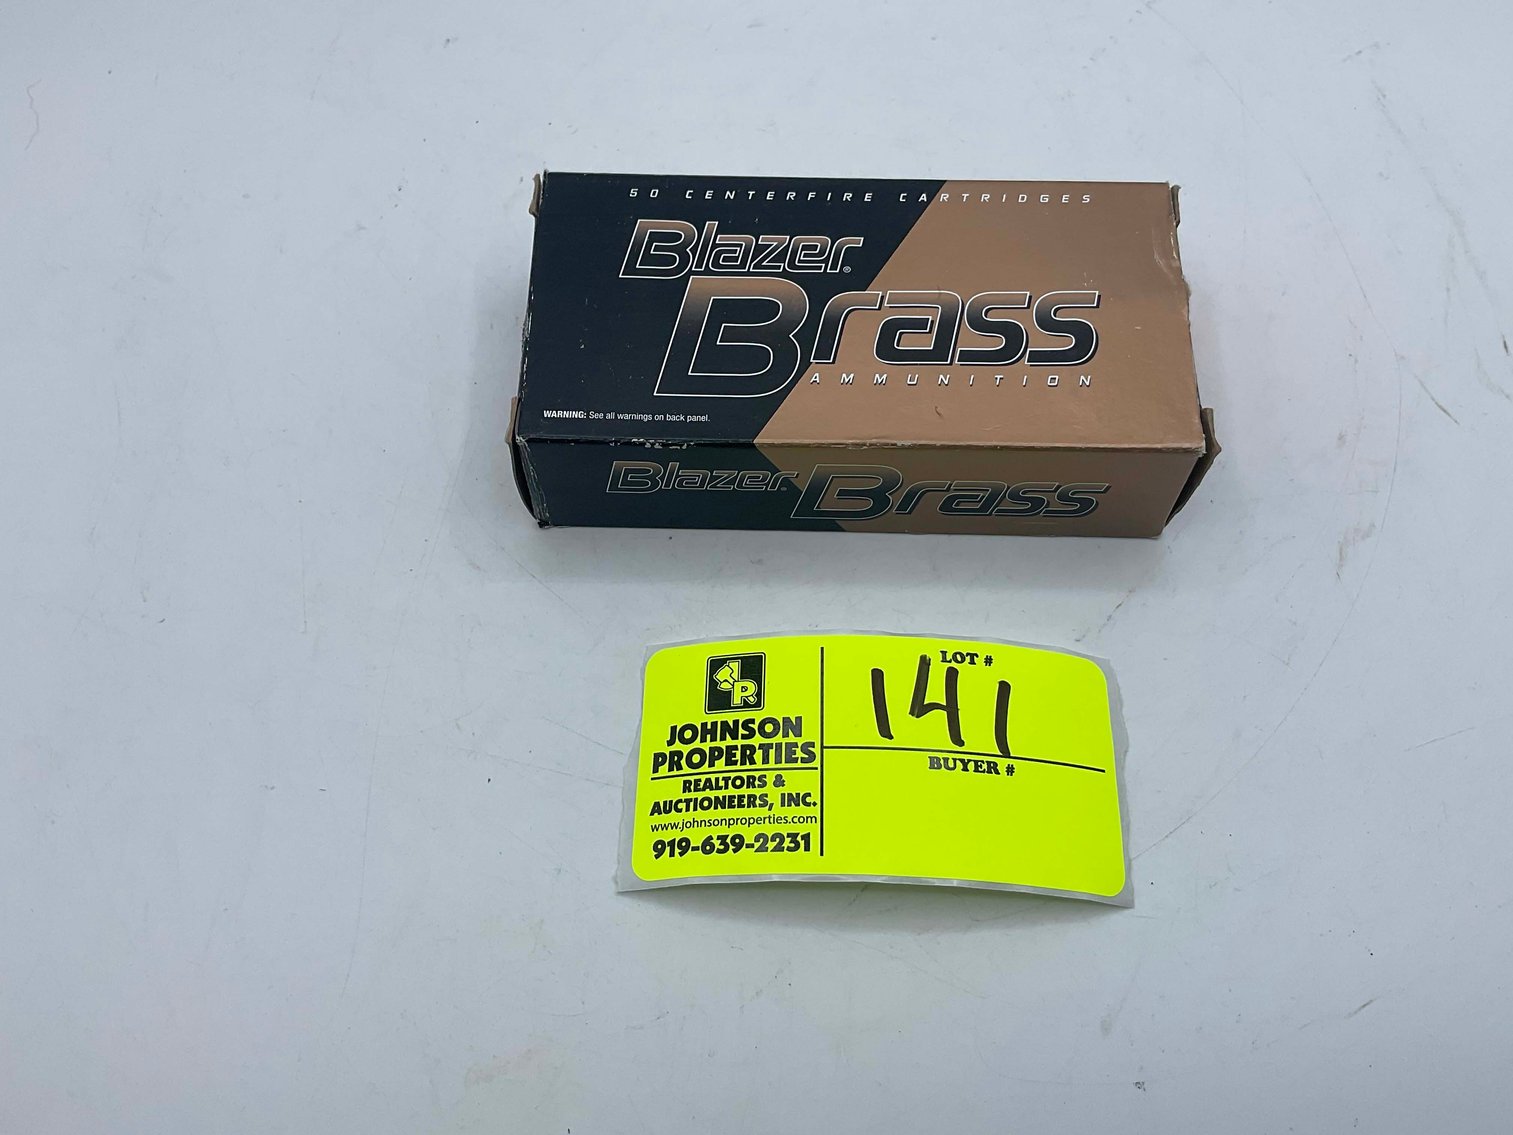 50 CENTERFIRE CARTRIDGES
Blazer®
Brass
AMMUNITION
WARNING: See all warnings on back panel.
Blazer® Brass
JP
JOHNSON
PROPERTIES
REALTORS &
AUCTIONEERS, INC.
www.johnsonproperties.com
919-639-2231
LOT #
141
BUYER #